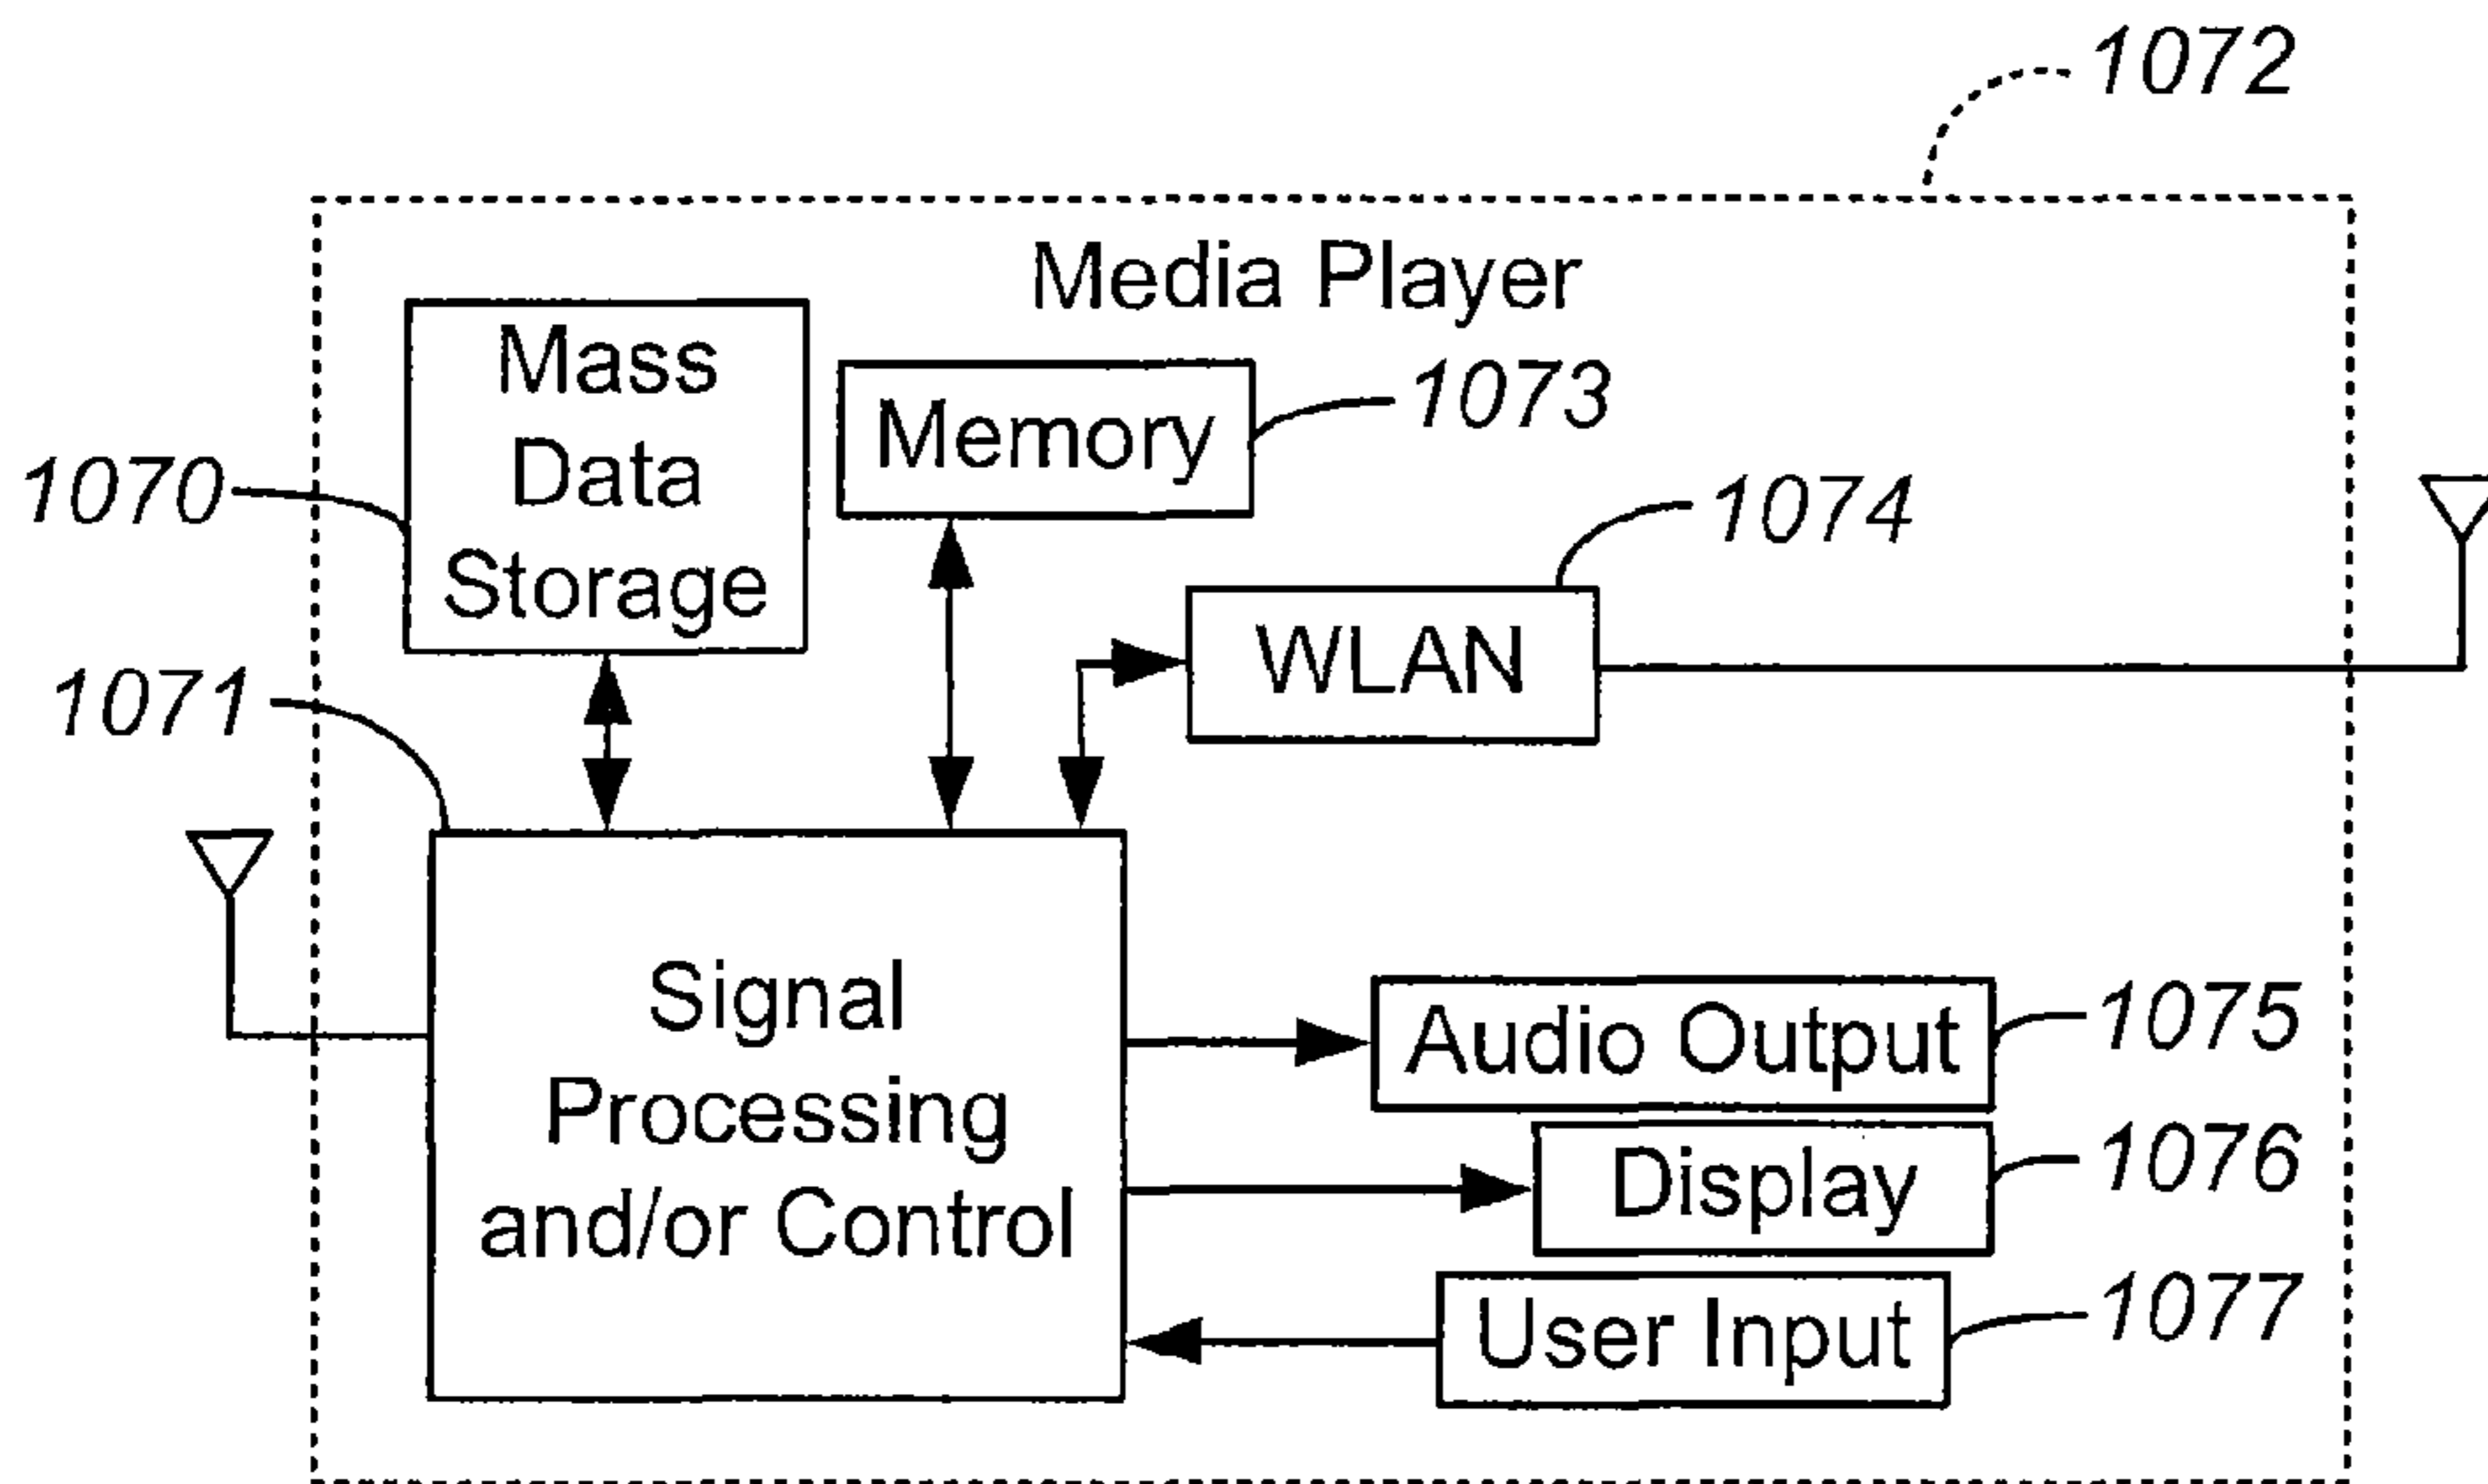 1072
Media Player
Mass
Data
Storage
Memory
1073
1070
1074
WLAN
1071
Signal
Processing
and/or Control
Audio Output
1075
Display
1076
User Input
1077